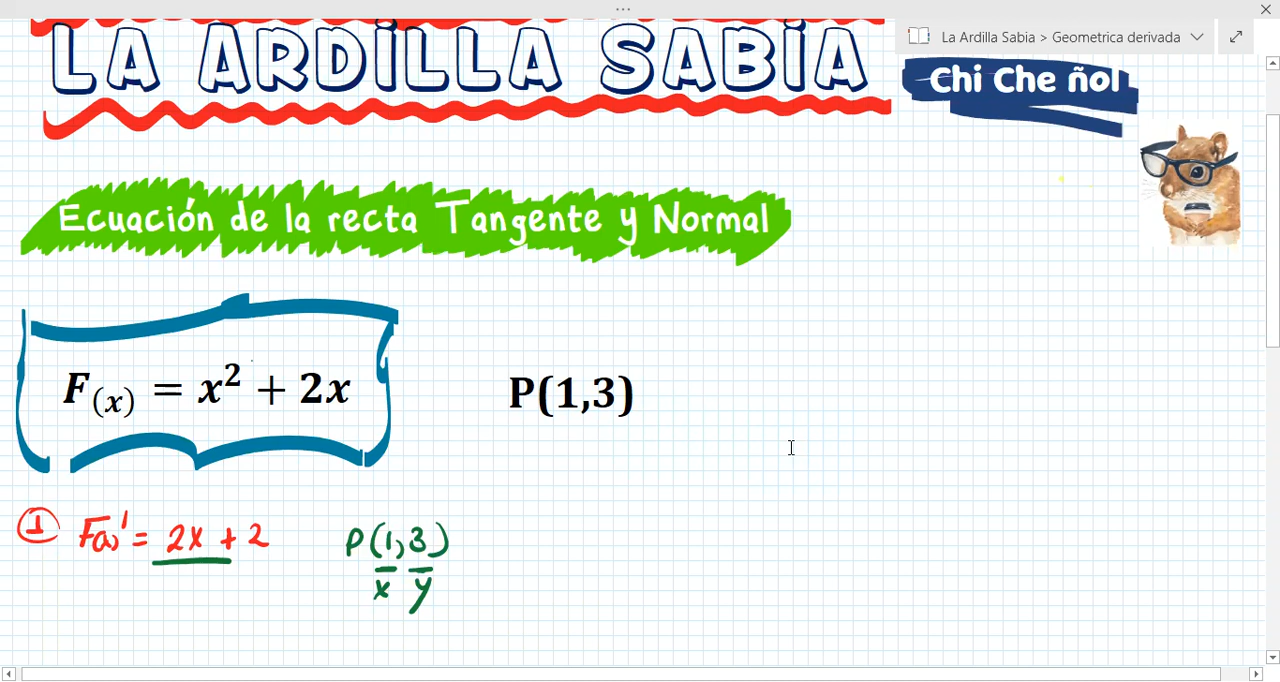 LA ARDILLA SABIA
La Ardilla Sabia > Geometrica derivada
Chi Che ñol
Ecuación de la recta Tangente y Normal
F(x) = x² + 2x
P(1,3)
① F(x)' = 2x + 2
P(1,3)
x y